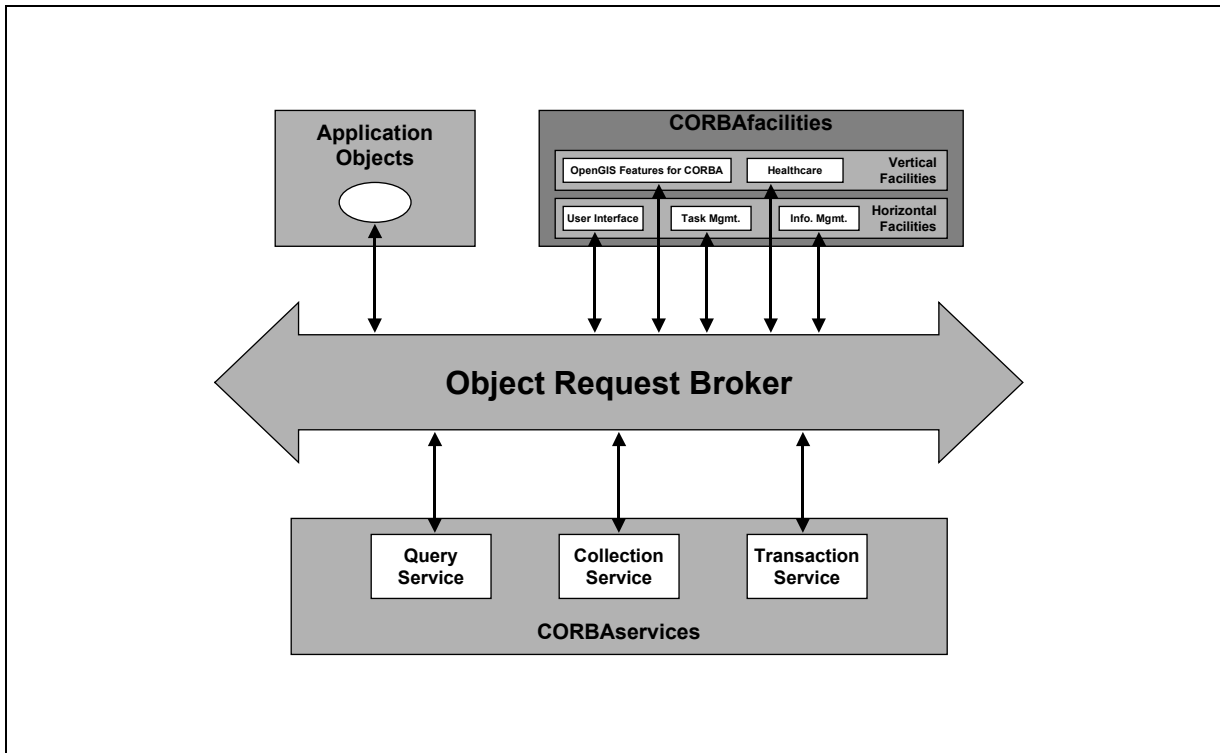 Application
Objects
CORBAfacilities
OpenGIS Features for CORBA
Healthcare
Vertical
Facilities
User Interface
Task Mgmt.
Info. Mgmt.
Horizontal
Facilities
Object Request Broker
Query
Service
Collection
Service
Transaction
Service
CORBAservices